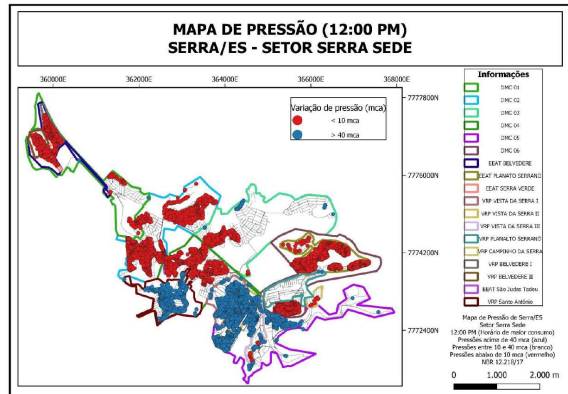 MAPA DE PRESSÃO (12:00 PM)
SERRA/ES - SETOR SERRA SEDE
360000E
362000E
364000E
366000E
368000E
7777800N
7776000N
7774200N
7772400N
Variação de pressão (mca)
< 10 mca
> 40 mca
Informações
DMC 01
DMC 02
DMC 03
DMC 04
DMC 05
DMC 06
EEAT BELVEDERE
EEAT PLANATO SERRANO
EEAT SERRA VERDE
VRP VISTA DA SERRA I
VRP VISTA DA SERRA II
VRP VISTA DA SERRA III
VRP PLANALTO SERRANO
VRP CAMPINHO DA SERRA
VRP BELVEDERE I
VRP BELVEDERE II
EEAT São Judas Tadeu
VRP Santo Antônio
Mapa de Pressão de Serra/ES
Setor Serra Sede
12:00 PM (Horário de maior consumo)
Pressões acima de 40 mca (azul)
Pressões entre 10 e 40 mca (branco)
Pressões abaixo de 10 mca (vermelho)
NBR 12.218/17
0 1.000 2.000 m